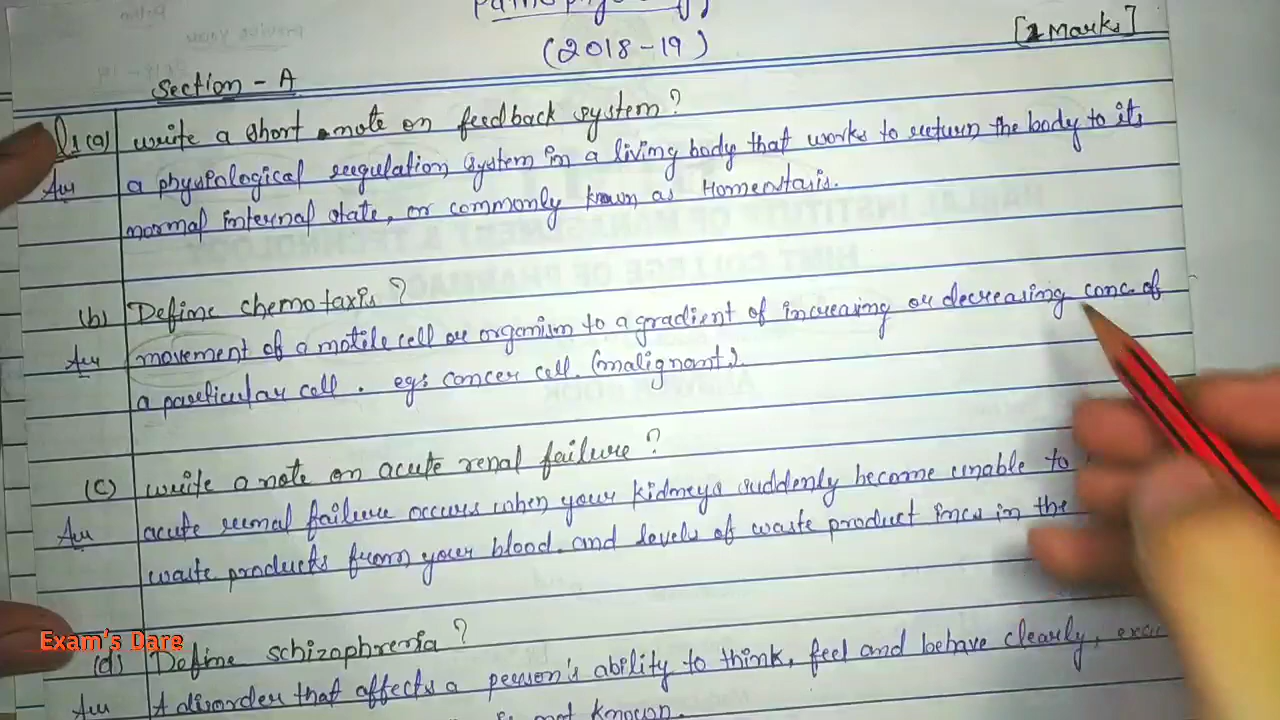 (2018-19)
[2 Marks]
Section - A
Q1(a) write a short note on feedback system?
Ans a physiological regulation system in a living body that works to return the body to its
normal internal state, or commonly known as Homeostasis.
(b) Define chemotaxis?
Ans movement of a motile cell or organism to a gradient of increasing or decreasing conc. of
a particular cell. eg: cancer cell. (malignant).
(c) write a note on acute renal failure?
Ans acute renal failure occurs when your kidneys suddenly become unable to
waste products from your blood. and levels of waste product incs in the
Exam's Dare
(d) Define schizophrenia?
Ans A disorder that affects a person's ability to think, feel and behave clearly,
is not known.